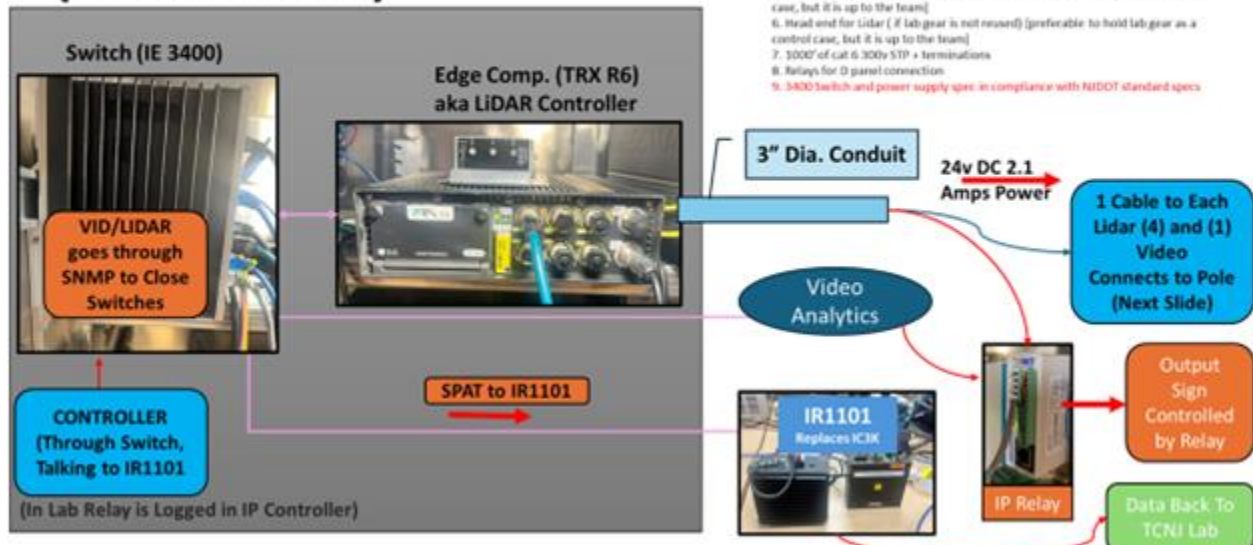 case, but it is up to the team]
6. Head end for Lidar ( if lab gear is not reused) [preferable to hold lab gear as a
control case, but it is up to the team]
7. 1000' of cat 6 300v STP + terminations
8. Relays for D panel connection
9. 3400 Switch and power supply spec in compliance with NJDOT standard specs
Switch (IE 3400)
Edge Comp. (TRX R6)
aka LiDAR Controller
3” Dia. Conduit
24v DC 2.1
Amps Power
1 Cable to Each
Lidar (4) and (1)
Video
Connects to Pole
(Next Slide)
VID/LIDAR
goes through
SNMP to Close
Switches
Video
Analytics
SPAT to IR1101
CONTROLLER
(Through Switch,
Talking to IR1101
IR1101
Replaces IC3K
Output
Sign
Controlled
by Relay
IP Relay
(In Lab Relay is Logged in IP Controller)
Data Back To
TCNJ Lab